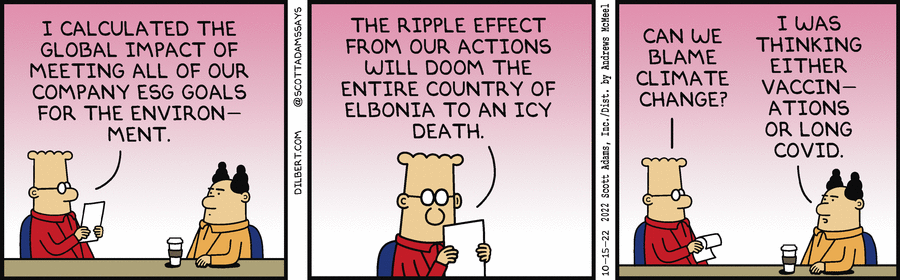 I CALCULATED THE
GLOBAL IMPACT OF
MEETING ALL OF OUR
COMPANY ESG GOALS
FOR THE ENVIRON—
MENT.
DILBERT.COM @SCOTTADAMSSAYS
THE RIPPLE EFFECT
FROM OUR ACTIONS
WILL DOOM THE
ENTIRE COUNTRY OF
ELBONIA TO AN ICY
DEATH.
10-15-22 2022 Scott Adams, Inc./Dist. by Andrews McMeel
CAN WE
BLAME
CLIMATE
CHANGE?
I WAS
THINKING
EITHER
VACCIN—
ATIONS
OR LONG
COVID.